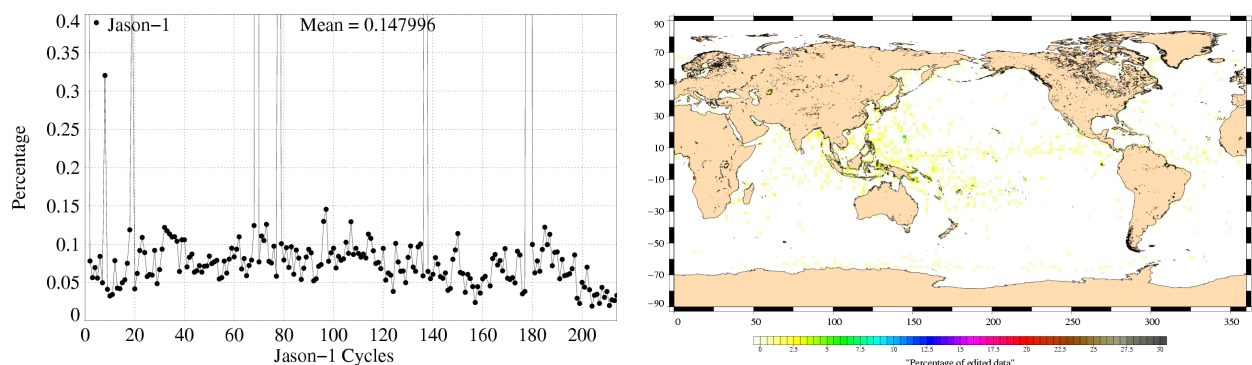 Jason−1
Mean = 0.147996
0.4
0.35
0.3
0.25
0.2
0.15
0.1
0.05
0
Percentage
0 20 40 60 80 100 120 140 160 180 200
Jason−1 Cycles
90
70
50
30
10
−10
−30
−50
−70
−90
0 50 100 150 200 250 300 350
0 2.5 5 7.5 10 12.5 15 17.5 20 22.5 25 27.5 30
"Percentage of edited data"